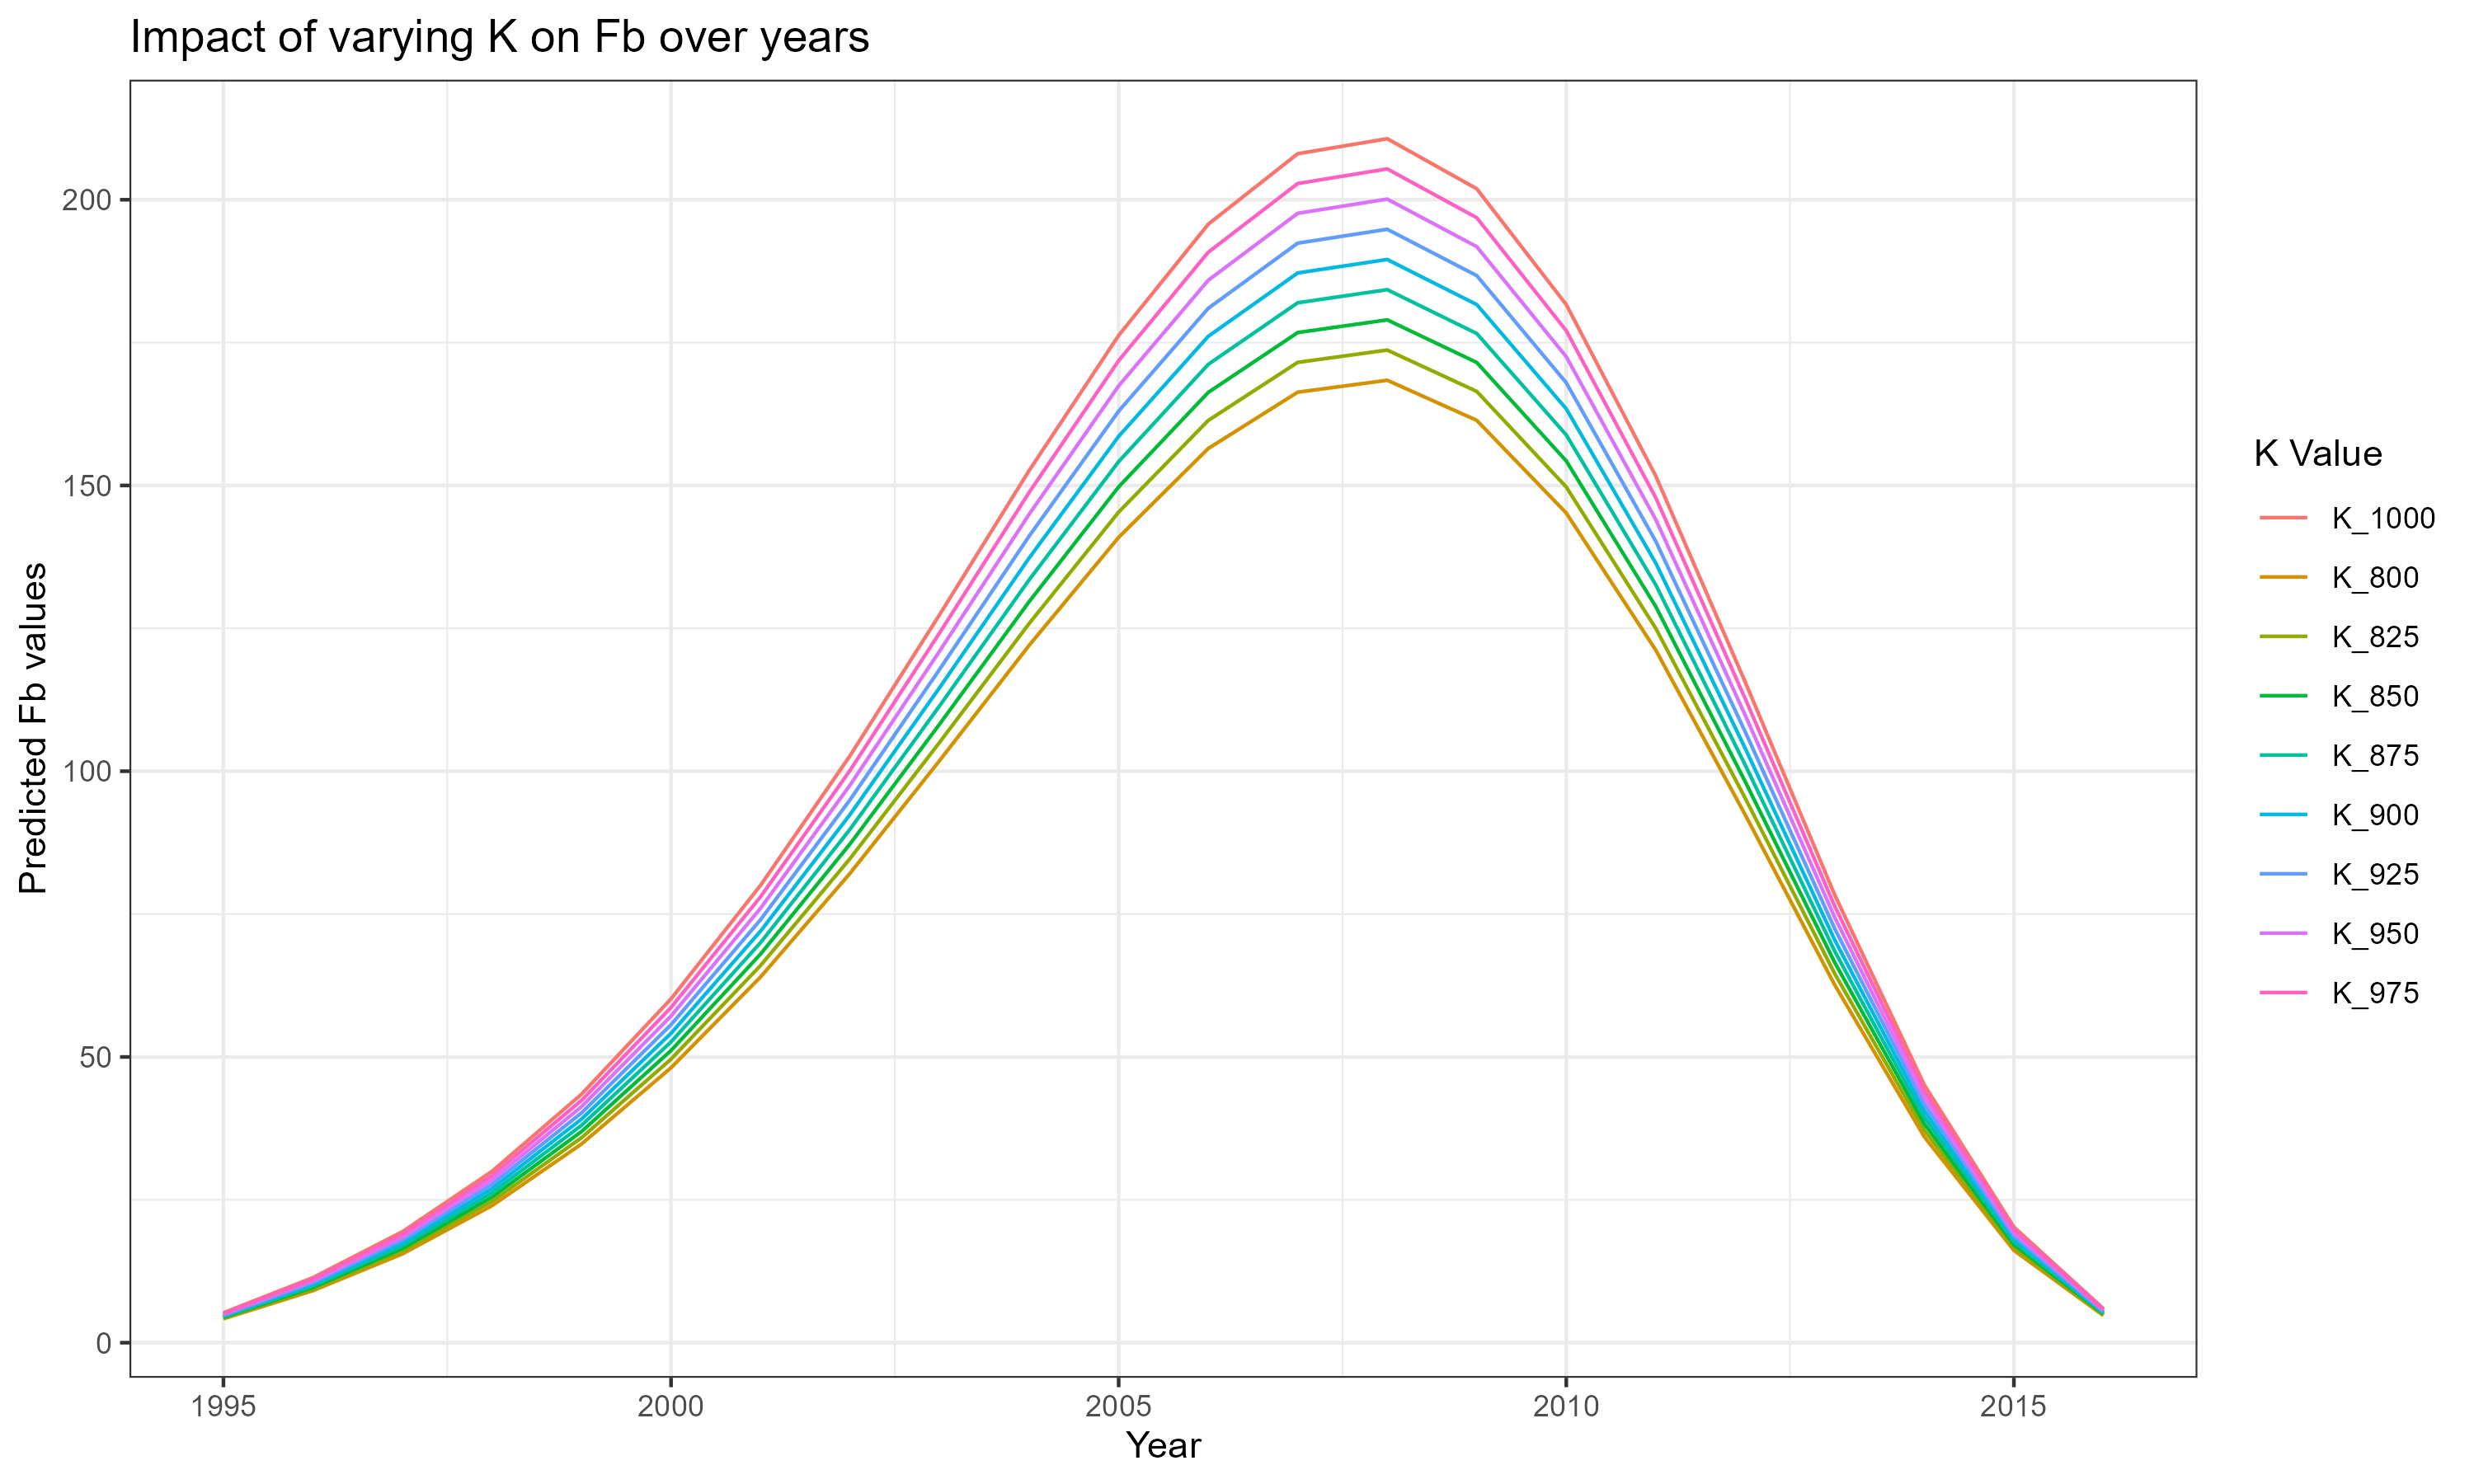 Impact of varying K on Fb over years
Predicted Fb values
200
150
100
50
0
1995
2000
2005
2010
2015
Year
K Value
K_1000
K_800
K_825
K_850
K_875
K_900
K_925
K_950
K_975